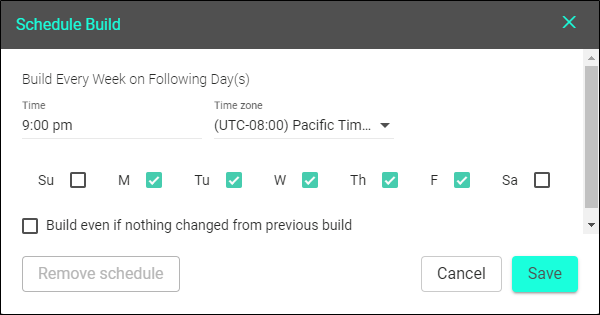 Schedule Build
Build Every Week on Following Day(s)
Time Time zone
9:00 pm (UTC-08:00) Pacific Tim...
Su M Tu W Th F Sa
Build even if nothing changed from previous build
Remove schedule Cancel Save